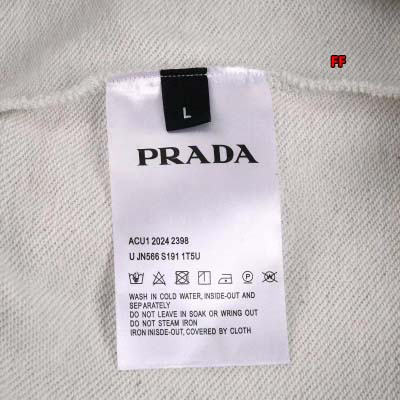 FF
L
PRADA
ACU1 2024 2398
U JN566 S191 1T5U
WASH IN COLD WATER, INSIDE-OUT AND
SEPARATELY
DO NOT LEAVE IN SOAK OR WRING OUT
DO NOT STEAM IRON
IRON INISDE-OUT, COVERED BY CLOTH